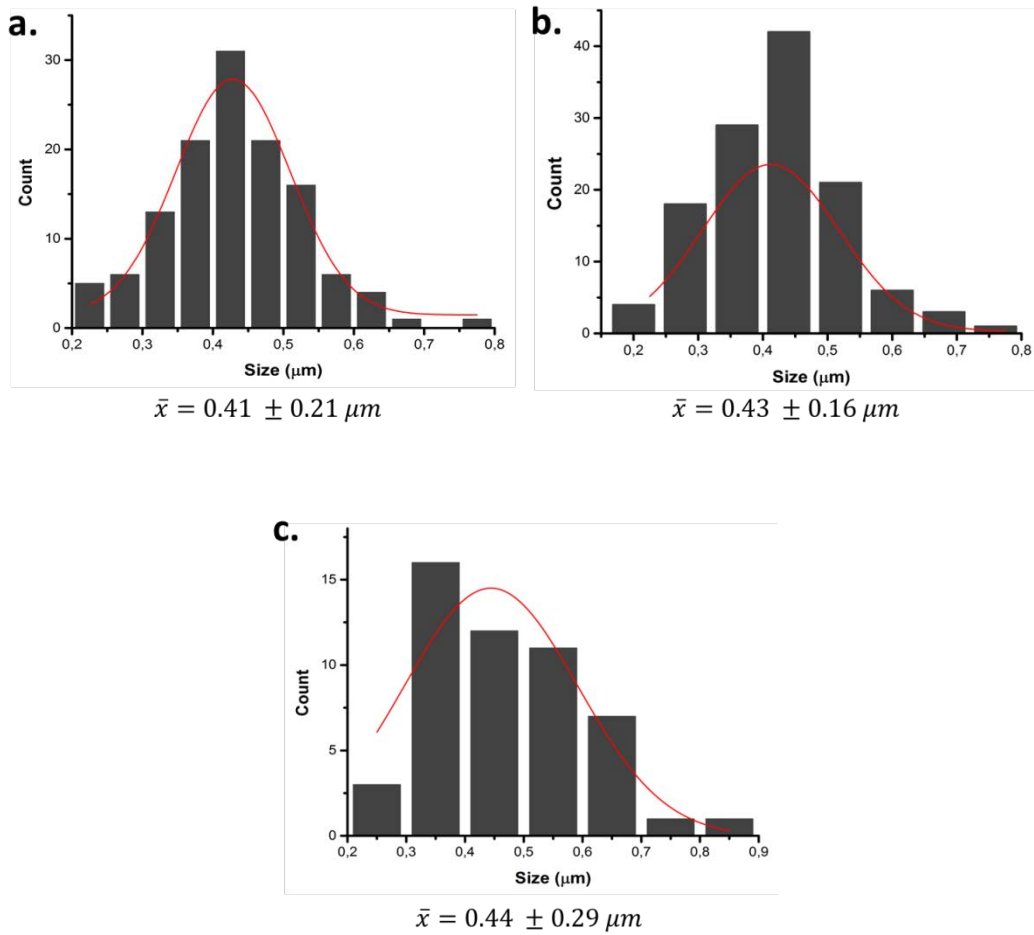 a.
30
20
10
0
0,2 0,3 0,4 0,5 0,6 0,7 0,8
Count
Size (μm)
x̄ = 0.41 ± 0.21 μm
b.
40
30
20
10
0
0,2 0,3 0,4 0,5 0,6 0,7 0,8
Count
Size (μm)
x̄ = 0.43 ± 0.16 μm
c.
15
10
5
0
0,2 0,3 0,4 0,5 0,6 0,7 0,8 0,9
Count
Size (μm)
x̄ = 0.44 ± 0.29 μm